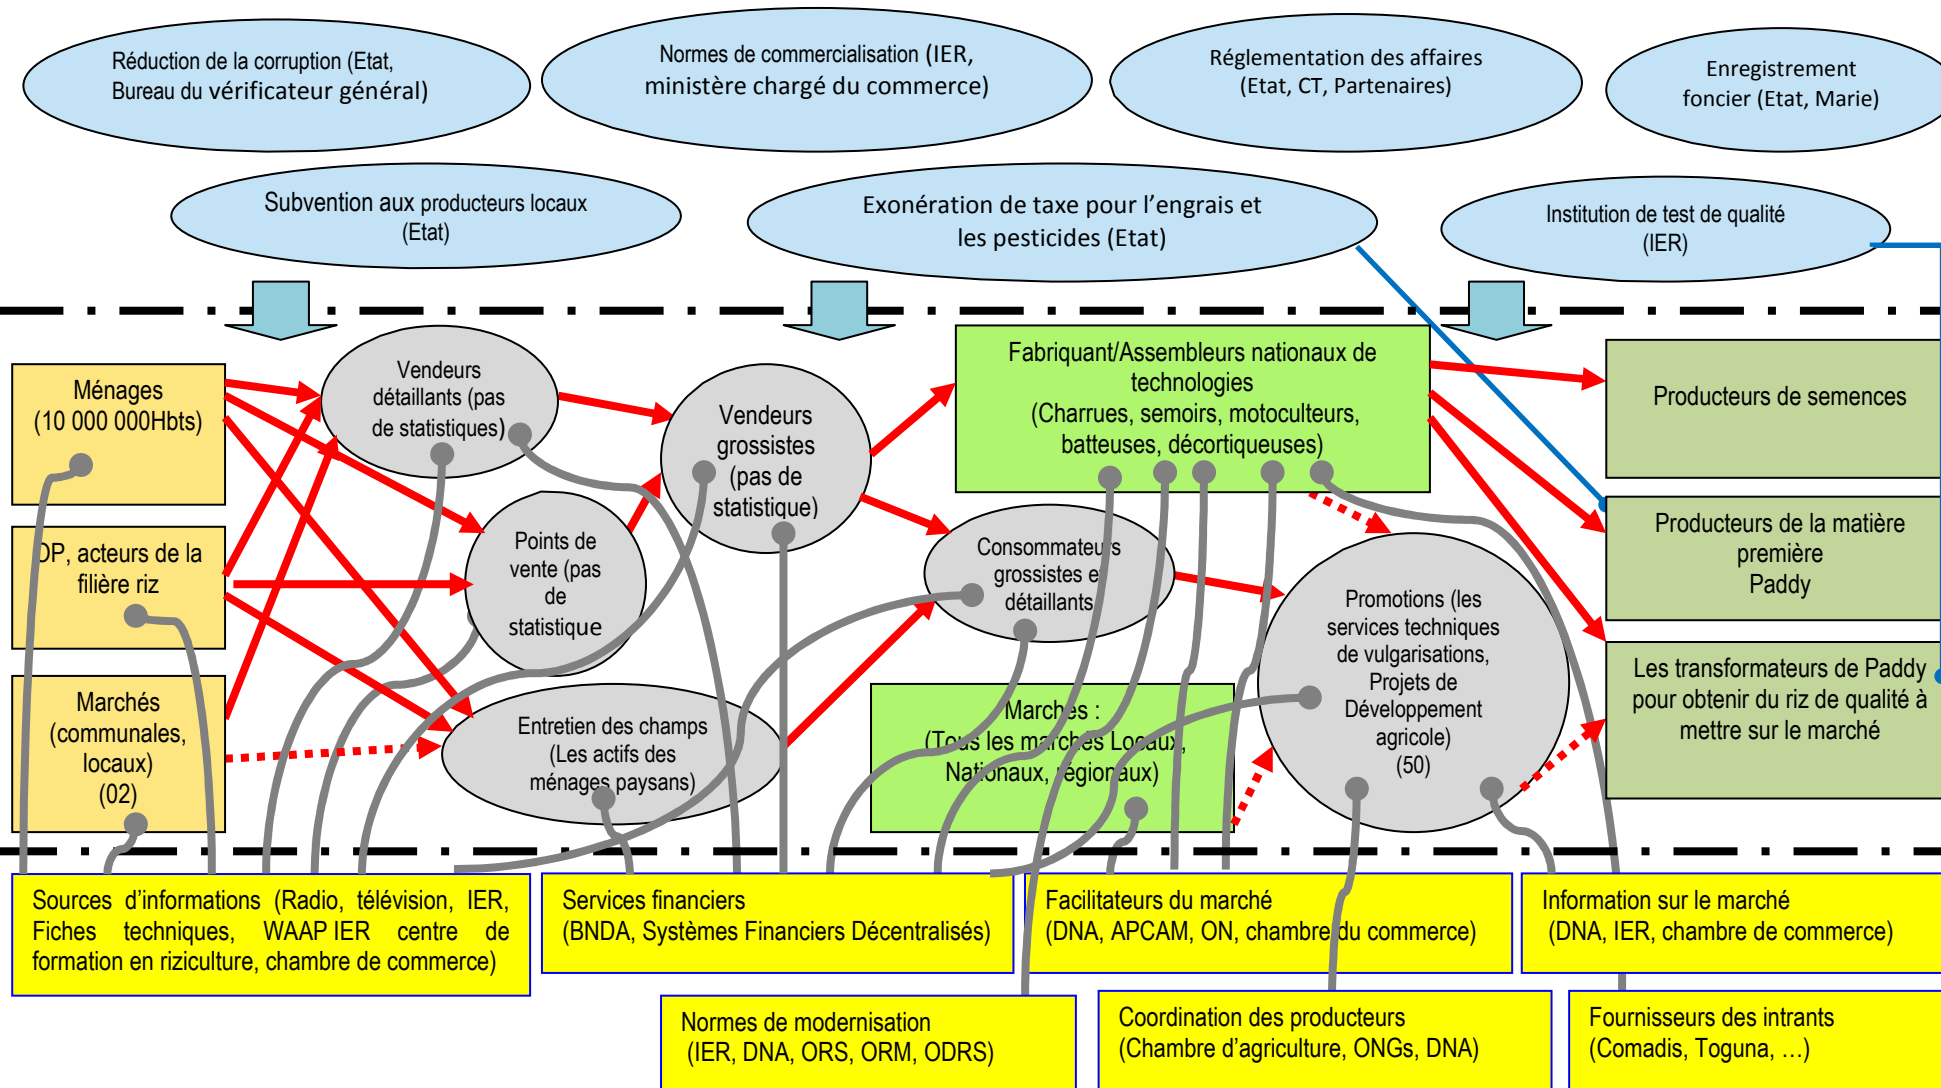 Réduction de la corruption (Etat,
Bureau du vérificateur général)
Normes de commercialisation (IER,
ministère chargé du commerce)
Réglementation des affaires
(Etat, CT, Partenaires)
Enregistrement
foncier (Etat, Marie)
Subvention aux producteurs locaux
(Etat)
Exonération de taxe pour l'engrais et
les pesticides (Etat)
Institution de test de qualité
(IER)
Ménages
(10 000 000Hbts)
OP, acteurs de la
filière riz
Marchés
(communales,
locaux)
(02)
Vendeurs
détaillants (pas
de statistiques)
Points de
vente (pas
de
statistique
Entretien des champs
(Les actifs des
ménages paysans)
Vendeurs
grossistes
(pas de
statistique)
Fabriquant/Assembleurs nationaux de
technologies
(Charrues, semoirs, motoculteurs,
batteuses, décortiqueuses)
Consommateurs
grossistes et
détaillants
Marchés :
(Tous les marchés Locaux,
Nationaux, régionaux)
Promotions (les
services techniques
de vulgarisations,
Projets de
Développement
agricole)
(50)
Producteurs de semences
Producteurs de la matière
première
Paddy
Les transformateurs de Paddy
pour obtenir du riz de qualité à
mettre sur le marché
Sources d'informations (Radio, télévision, IER,
Fiches techniques, WAAP IER centre de
formation en riziculture, chambre de commerce)
Services financiers
(BNDA, Systèmes Financiers Décentralisés)
Facilitateurs du marché
(DNA, APCAM, ON, chambre du commerce)
Information sur le marché
(DNA, IER, chambre de commerce)
Normes de modernisation
(IER, DNA, ORS, ORM, ODRS)
Coordination des producteurs
(Chambre d'agriculture, ONGs, DNA)
Fournisseurs des intrants
(Comadis, Toguna, …)